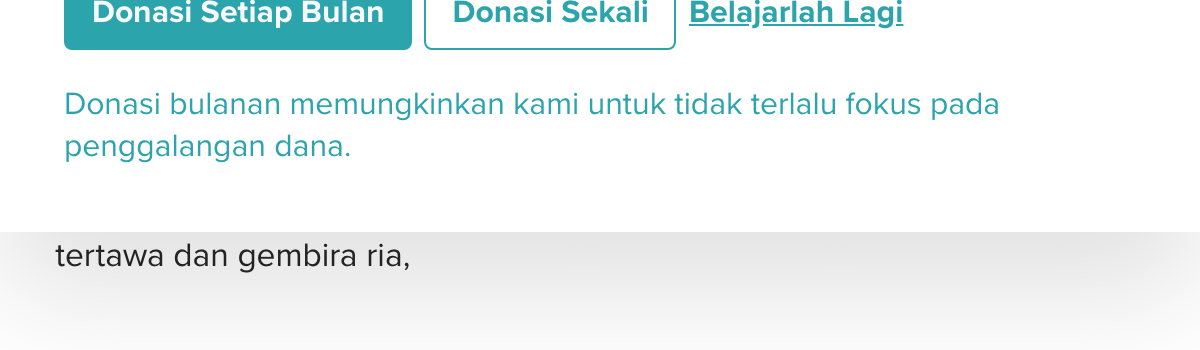 Donasi Setiap Bulan Donasi Sekali Belajarlah Lagi
Donasi bulanan memungkinkan kami untuk tidak terlalu fokus pada
penggalangan dana.
tertawa dan gembira ria,